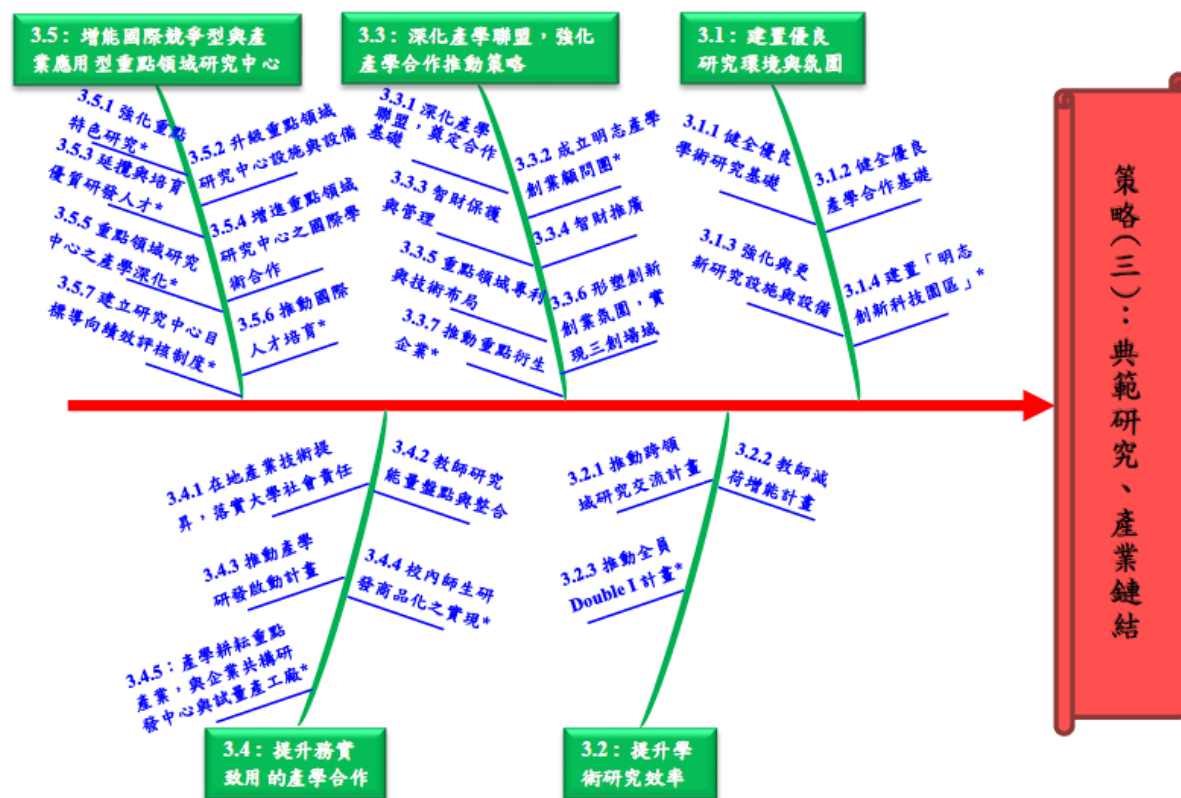 3.5：增能國際競爭型與產
業應用型重點領域研究中心
3.3：深化產學聯盟，強化
產學合作推動策略
3.1：建置優良
研究環境與氛圍
3.5.1 強化重點
特色研究*
3.5.2 升級重點領域
研究中心設施與設備
3.5.3 延攬與培育
優質研發人才*
3.5.4 增進重點領域
研究中心之國際學
術合作
3.5.5 重點領域研究
中心之產學深化*
3.5.6 推動國際
人才培育*
3.5.7 建立研究中心目
標導向績效評核制度*
3.3.1 深化產學
聯盟，奠定合作
基礎
3.3.2 成立明志產學
創業顧問團*
3.3.3 智財保護
與管理
3.3.4 智財推廣
3.3.5 重點領域專利
與技術布局
3.3.6 形塑創新
創業氛圍，實
現三創場域
3.3.7 推動重點衍生
企業*
3.1.1 健全優良
學術研究基礎
3.1.2 健全優良
產學合作基礎
3.1.3 強化與更
新研究設施與設備
3.1.4 建置「明志
創新科技園區」*
策略(三)：典範研究、產業鏈結
3.4.1 在地產業技術提
昇，落實大學社會責任
3.4.2 教師研究
能量盤點與整合
3.4.3 推動產學
研發啟動計畫
3.4.4 校內師生研
發商品化之實現*
3.4.5：產學耕耘重點
產業，與企業共構研
發中心與試量產工廠*
3.2.1 推動跨領
域研究交流計畫
3.2.2 教師減
荷增能計畫
3.2.3 推動全員
Double I 計畫*
3.4：提升務實
致用的產學合作
3.2：提升學
術研究效率